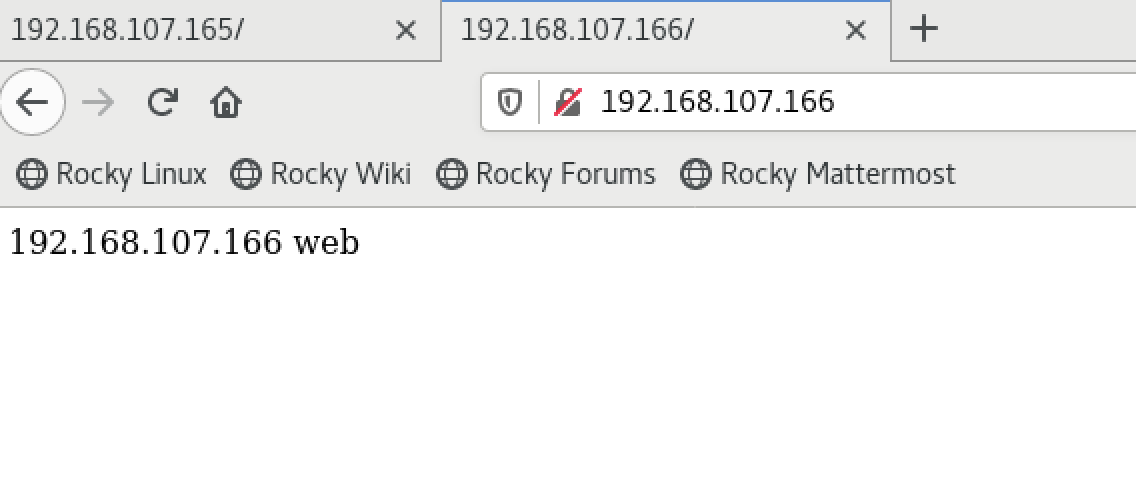 192.168.107.165/ 192.168.107.166/
192.168.107.166
Rocky Linux Rocky Wiki Rocky Forums Rocky Mattermost
192.168.107.166 web